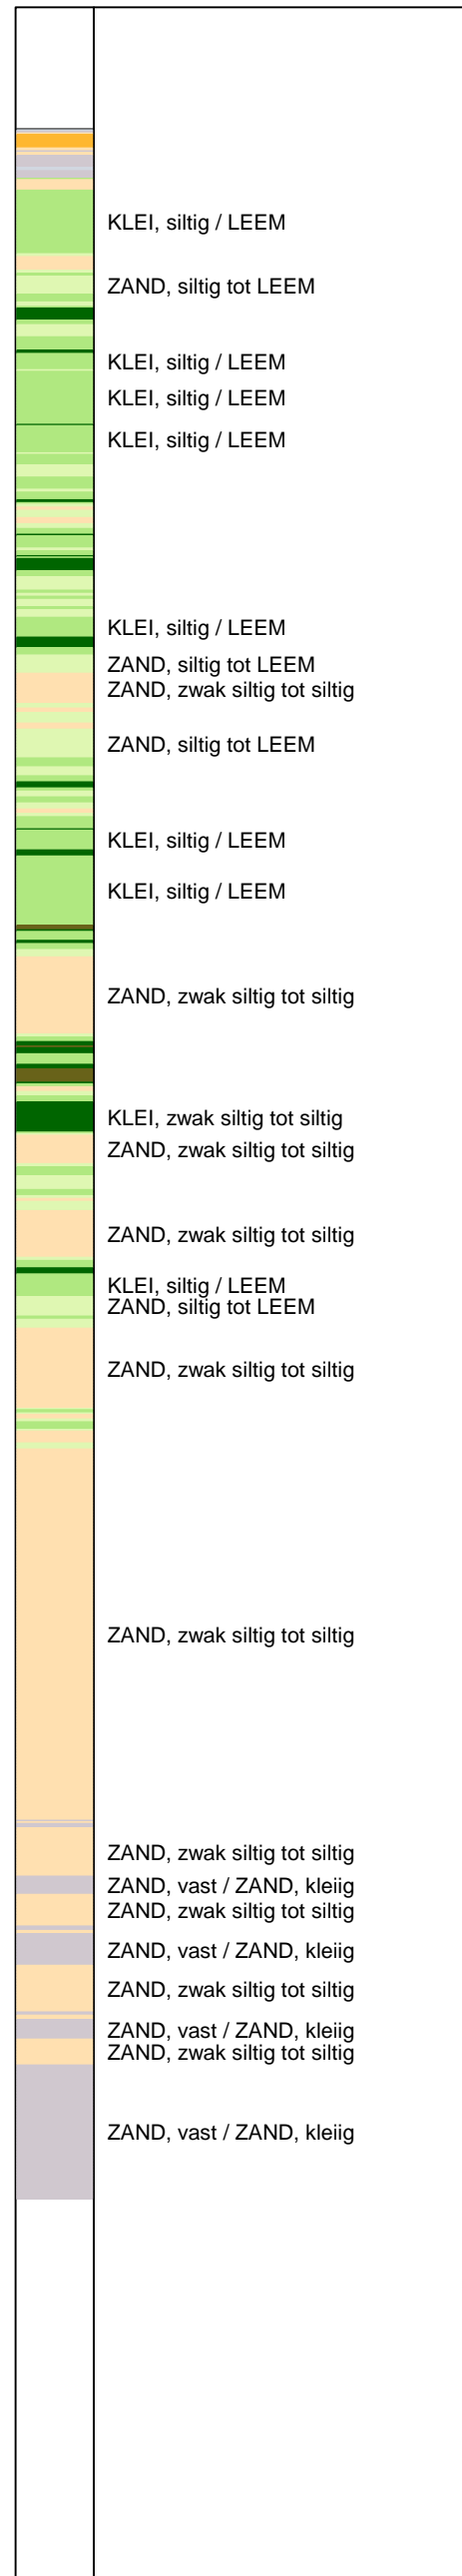 KLEI, siltig / LEEM
ZAND, siltig tot LEEM
KLEI, siltig / LEEM
KLEI, siltig / LEEM
KLEI, siltig / LEEM
KLEI, siltig / LEEM
ZAND, siltig tot LEEM
ZAND, zwak siltig tot siltig
ZAND, siltig tot LEEM
KLEI, siltig / LEEM
KLEI, siltig / LEEM
ZAND, zwak siltig tot siltig
KLEI, zwak siltig tot siltig
ZAND, zwak siltig tot siltig
ZAND, zwak siltig tot siltig
KLEI, siltig / LEEM
ZAND, siltig tot LEEM
ZAND, zwak siltig tot siltig
ZAND, zwak siltig tot siltig
ZAND, zwak siltig tot siltig
ZAND, vast / ZAND, kleiig
ZAND, zwak siltig tot siltig
ZAND, vast / ZAND, kleiig
ZAND, zwak siltig tot siltig
ZAND, vast / ZAND, kleiig
ZAND, zwak siltig tot siltig
ZAND, vast / ZAND, kleiig